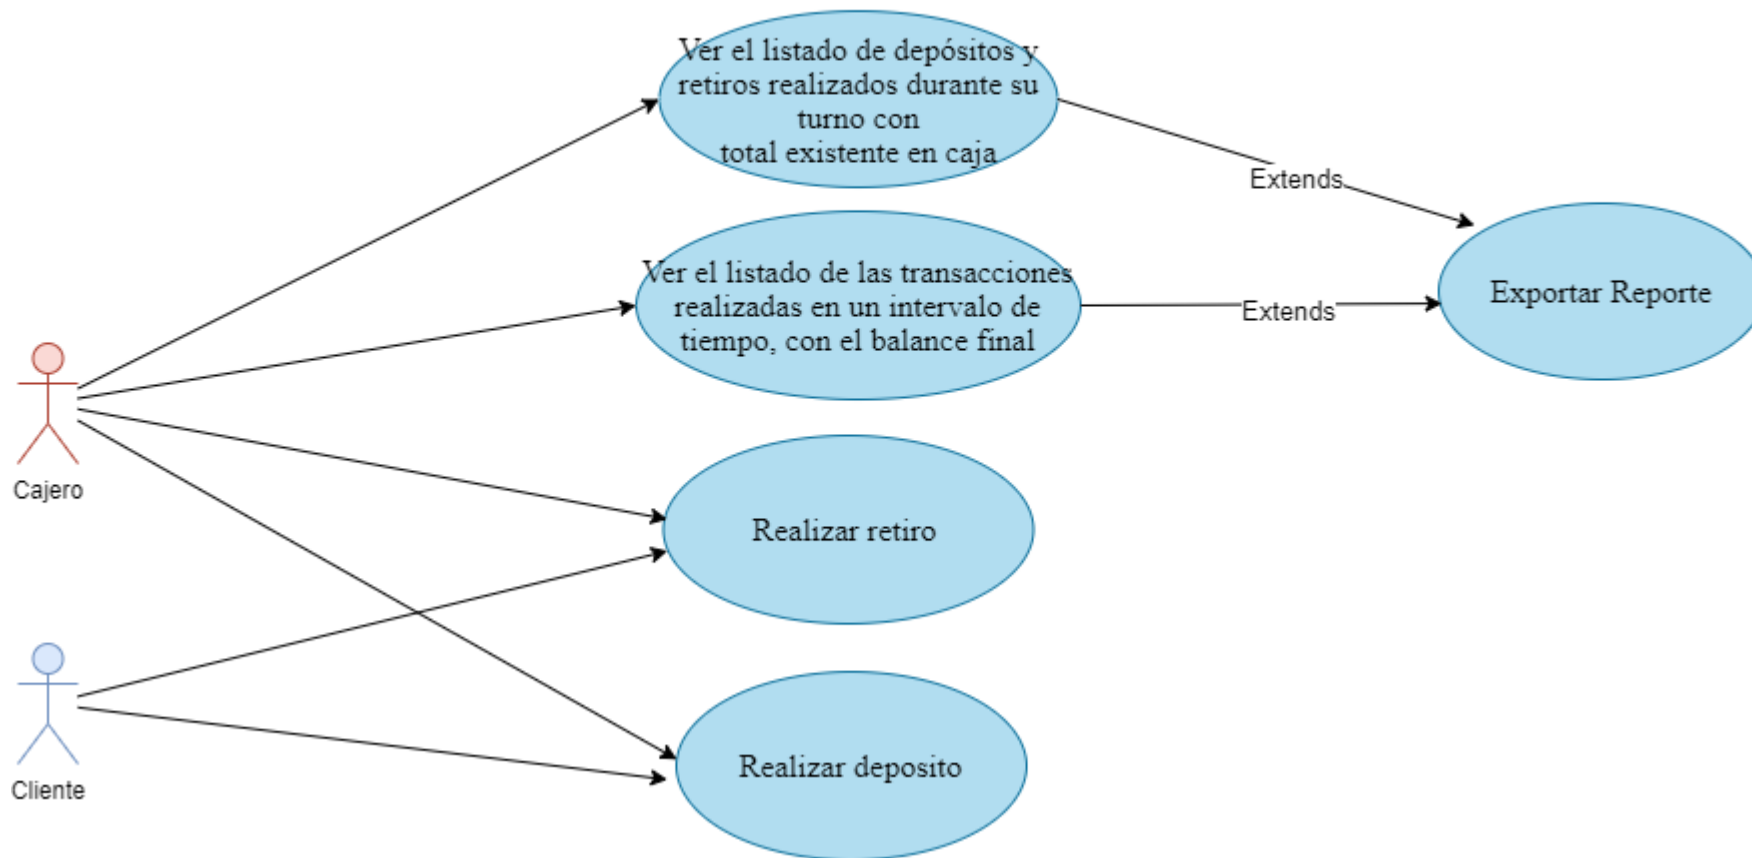 Ver el listado de depósitos y
retiros realizados durante su
turno con
total existente en caja
Extends
Ver el listado de las transacciones
realizadas en un intervalo de
tiempo, con el balance final
Extends
Exportar Reporte
Cajero
Realizar retiro
Cliente
Realizar deposito